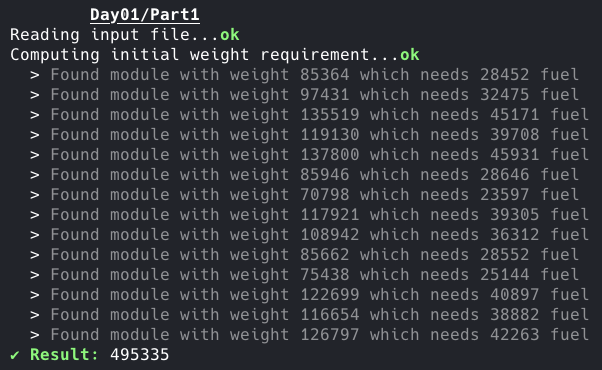 Day01/Part1
Reading input file...ok
Computing initial weight requirement...ok
> Found module with weight 85364 which needs 28452 fuel
> Found module with weight 97431 which needs 32475 fuel
> Found module with weight 135519 which needs 45171 fuel
> Found module with weight 119130 which needs 39708 fuel
> Found module with weight 137800 which needs 45931 fuel
> Found module with weight 85946 which needs 28646 fuel
> Found module with weight 70798 which needs 23597 fuel
> Found module with weight 117921 which needs 39305 fuel
> Found module with weight 108942 which needs 36312 fuel
> Found module with weight 85662 which needs 28552 fuel
> Found module with weight 75438 which needs 25144 fuel
> Found module with weight 122699 which needs 40897 fuel
> Found module with weight 116654 which needs 38882 fuel
> Found module with weight 126797 which needs 42263 fuel
✔ Result: 495335